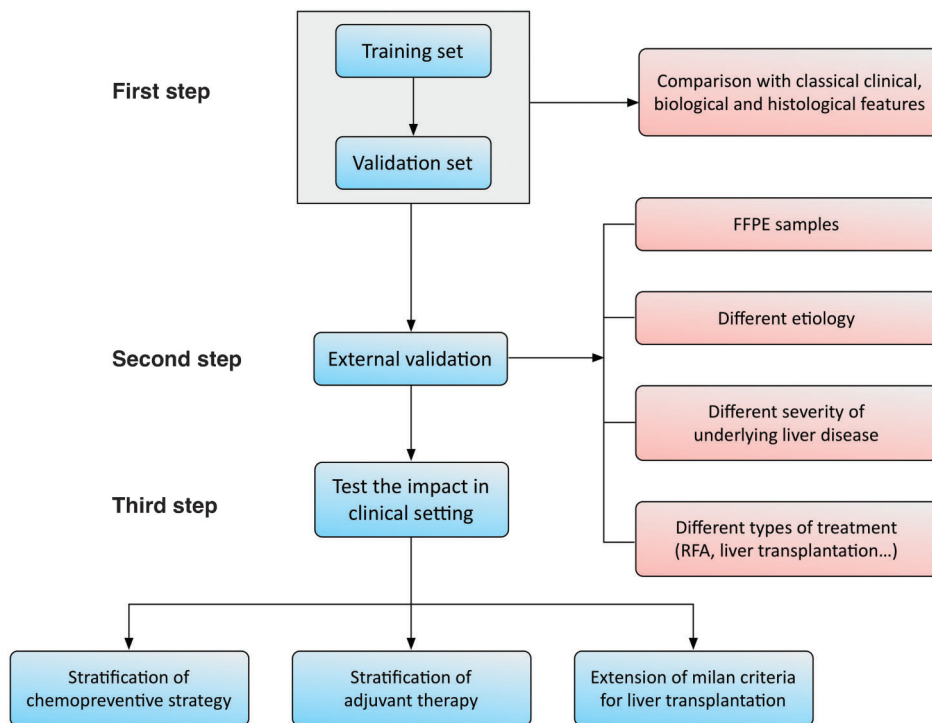 Training set
First step
Comparison with classical clinical,
biological and histological features
Validation set
FFPE samples
Different etiology
Second step
External validation
Different severity of
underlying liver disease
Test the impact in
clinical setting
Third step
Different types of treatment
(RFA, liver transplantation...)
Stratification of
chemopreventive strategy
Stratification of
adjuvant therapy
Extension of milan criteria
for liver transplantation